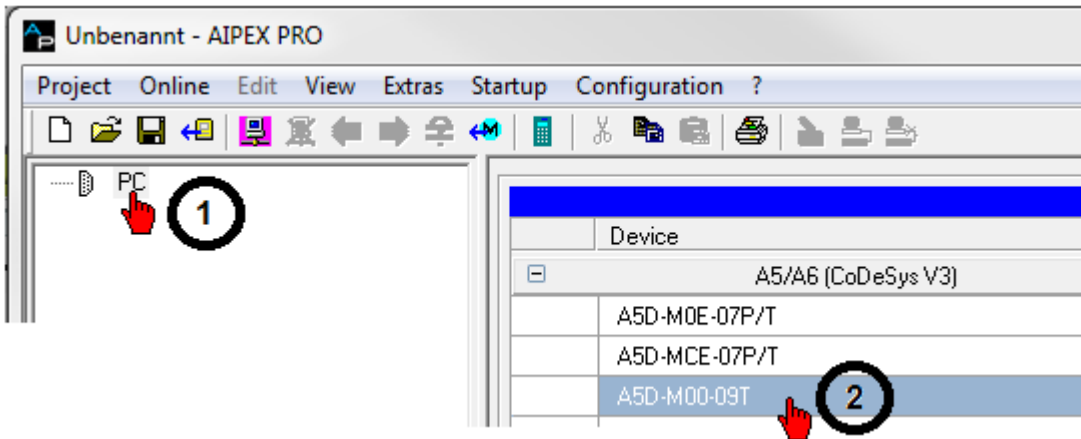 Unbenannt - AIPEX PRO
Project Online Edit View Extras Startup Configuration ?
PC
1
Device
A5/A6 (CoDeSys V3)
A5D-M0E-07P/T
A5D-MCE-07P/T
A5D-M00-09T
2